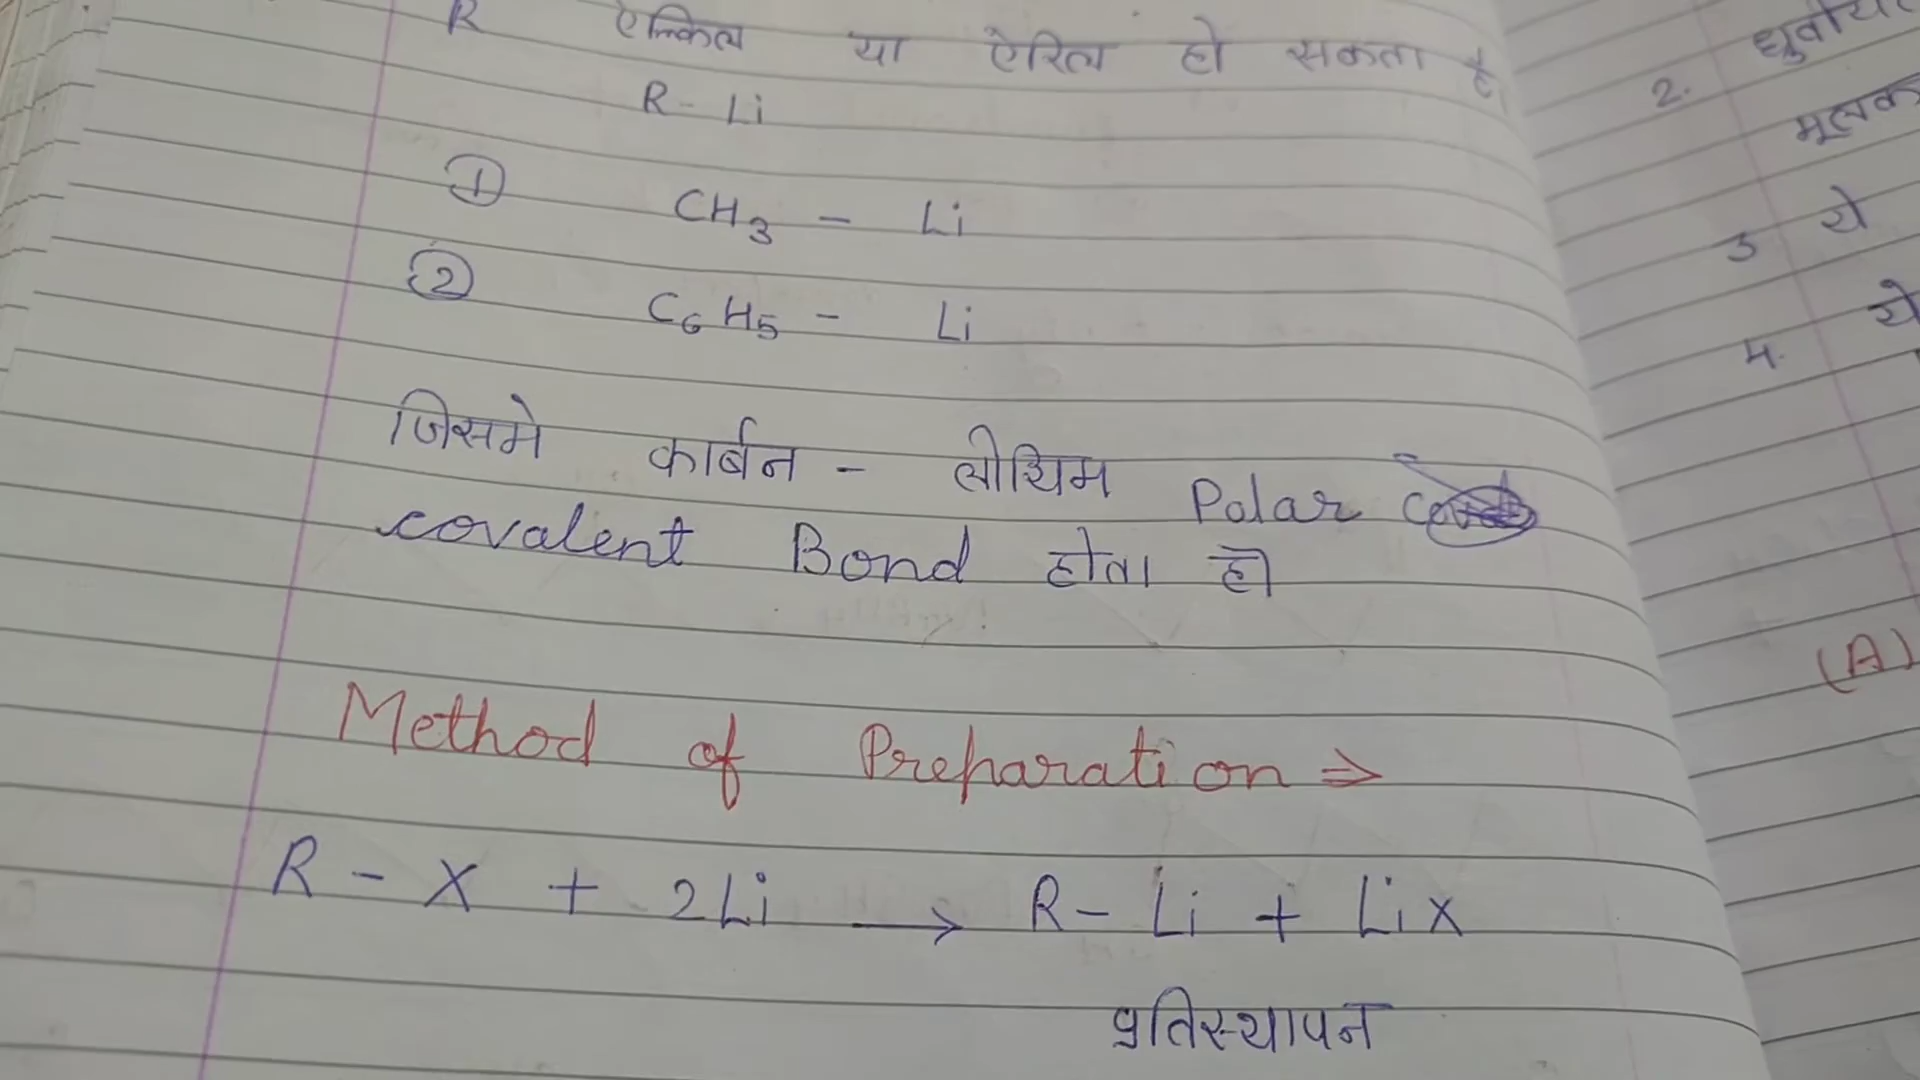 R ऐल्किल या ऐरिल हो सकता है।
R - Li
① CH₃ - Li
② C₆H₅ - Li
जिसमे कार्बन - लीथियम Polar
covalent Bond होता है
Method of Preparation ⇒
R - X + 2Li ⟶ R - Li + Lix
प्रतिस्थापन
2.
3 ये
4. ये
(A)